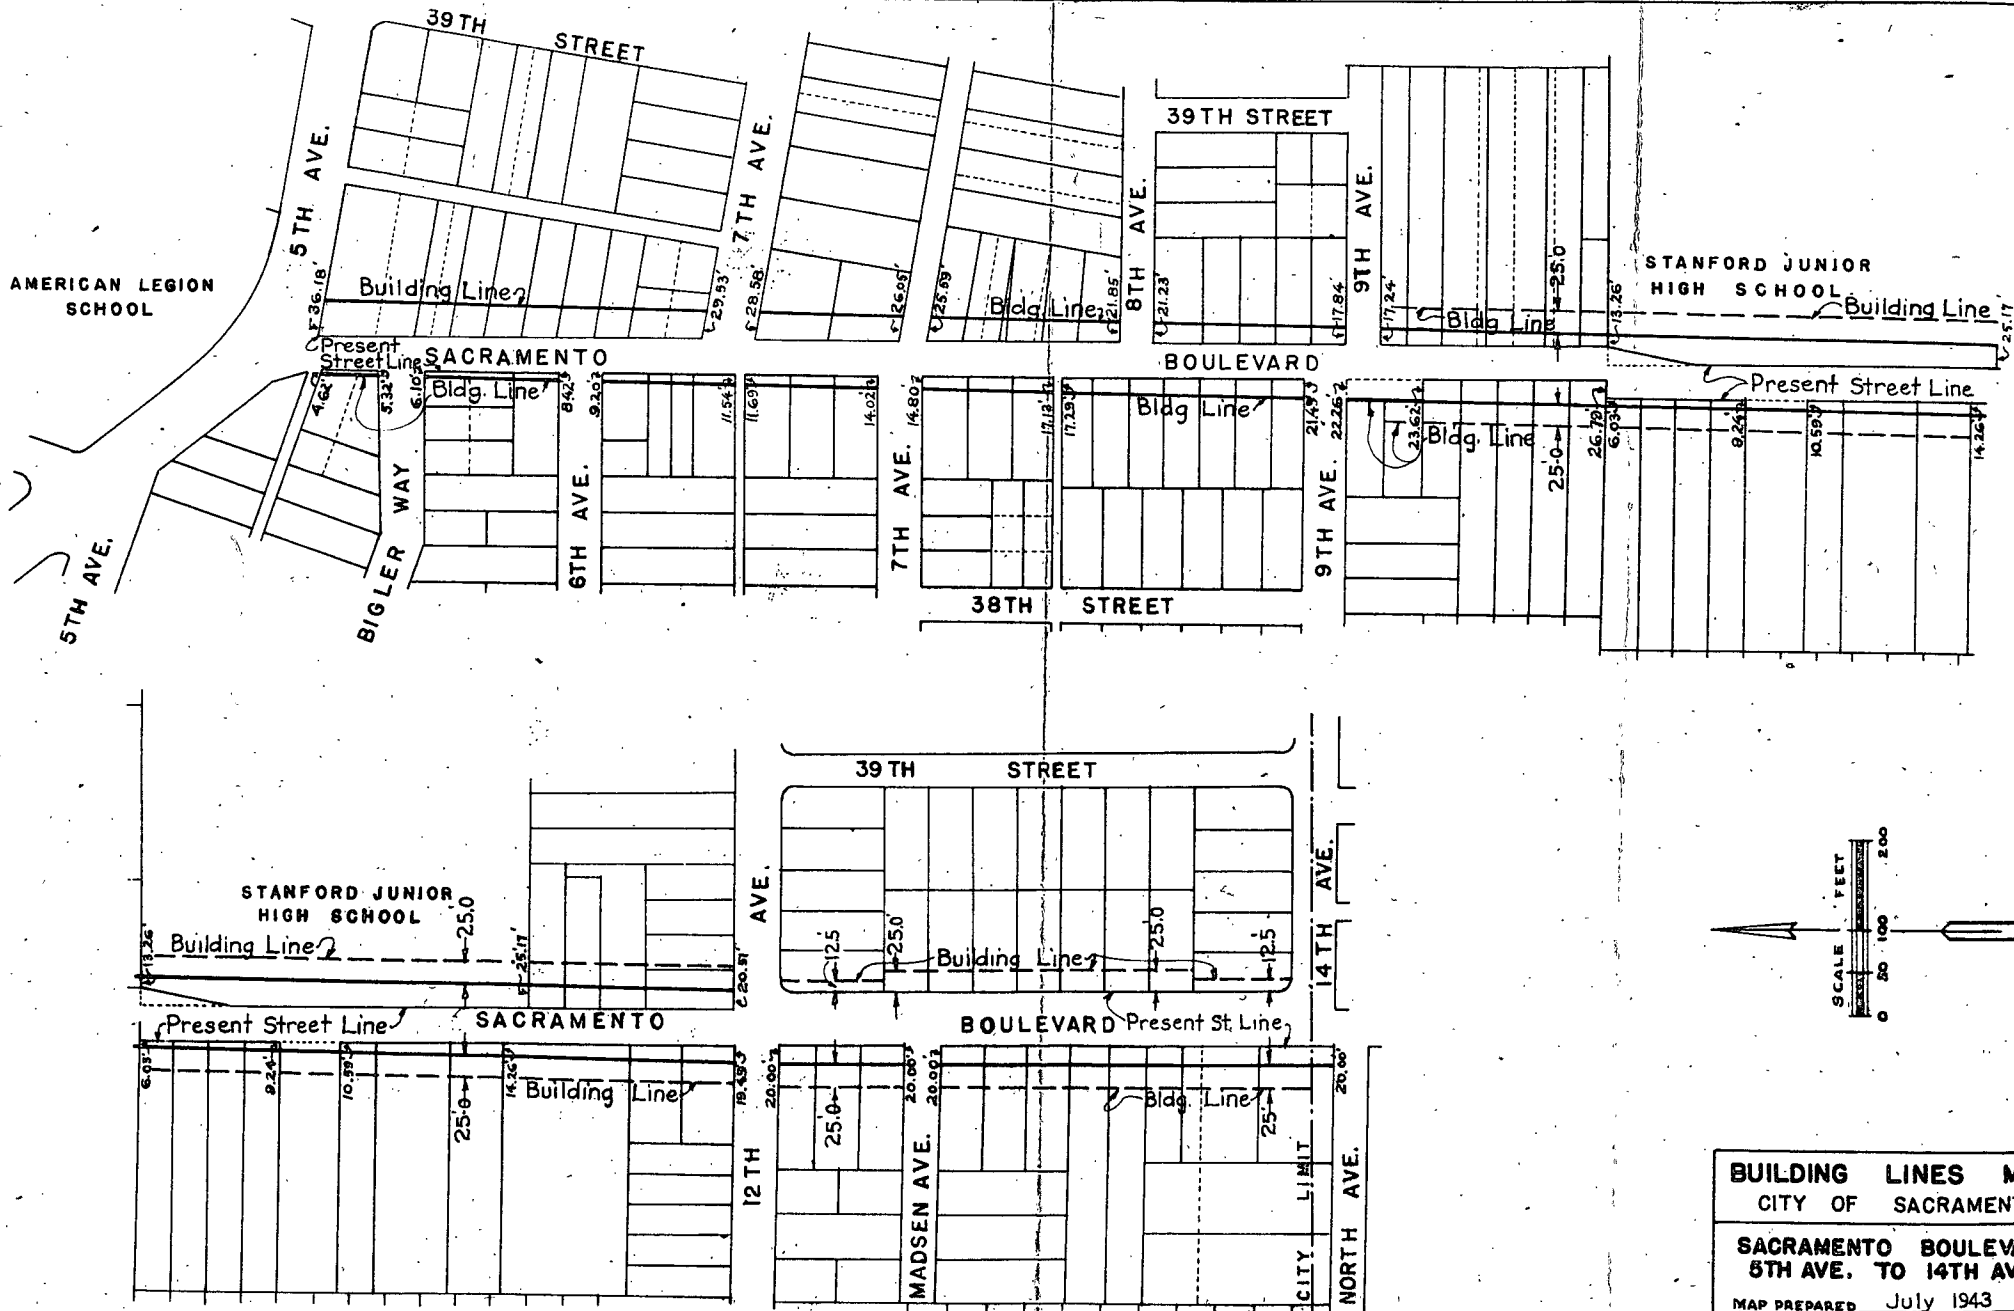 39TH STREET
5TH AVE.
7TH AVE.
39TH STREET
8TH AVE.
9TH AVE.
AMERICAN LEGION
SCHOOL
STANFORD JUNIOR
HIGH SCHOOL
25.0'
Building Line
36.18'
29.53'
28.58'
26.05'
25.59'
Bldg. Line
21.85'
21.23'
17.84'
17.24'
Bldg Line
13.26'
Building Line
25.17'
Present
Street Line
SACRAMENTO
BOULEVARD
Present Street Line
4.62'
5.32'
6.10'
Bldg. Line
8.42'
9.20'
11.54'
11.69'
14.02'
14.80'
17.12'
17.29'
Bldg Line
21.49'
22.26'
23.62'
Bldg. Line
25'-0
26.78'
6.03'
8.24'
10.59'
14.26'
5TH AVE.
BIGLER WAY
6TH AVE.
7TH AVE.
9TH AVE.
38TH STREET
39TH STREET
AVE.
14TH AVE.
STANFORD JUNIOR
HIGH SCHOOL
25.0'
Building Line
13.26'
25.17'
20.51'
12.5'
25.0'
Building Line
25.0'
12.5'
Present Street Line
SACRAMENTO
BOULEVARD
Present St. Line
6.03'
8.24'
10.59'
25'-0
14.26'
Building Line
19.45'
20.00'
25.0'
20.00'
20.00'
Bldg. Line
25'
20.00'
12TH
MADSEN AVE.
CITY LIMIT
NORTH AVE.
SCALE FEET
0
50
100
200
BUILDING LINES M
CITY OF SACRAMEN
SACRAMENTO BOULEV
5TH AVE. TO 14TH AV
MAP PREPARED July 1943